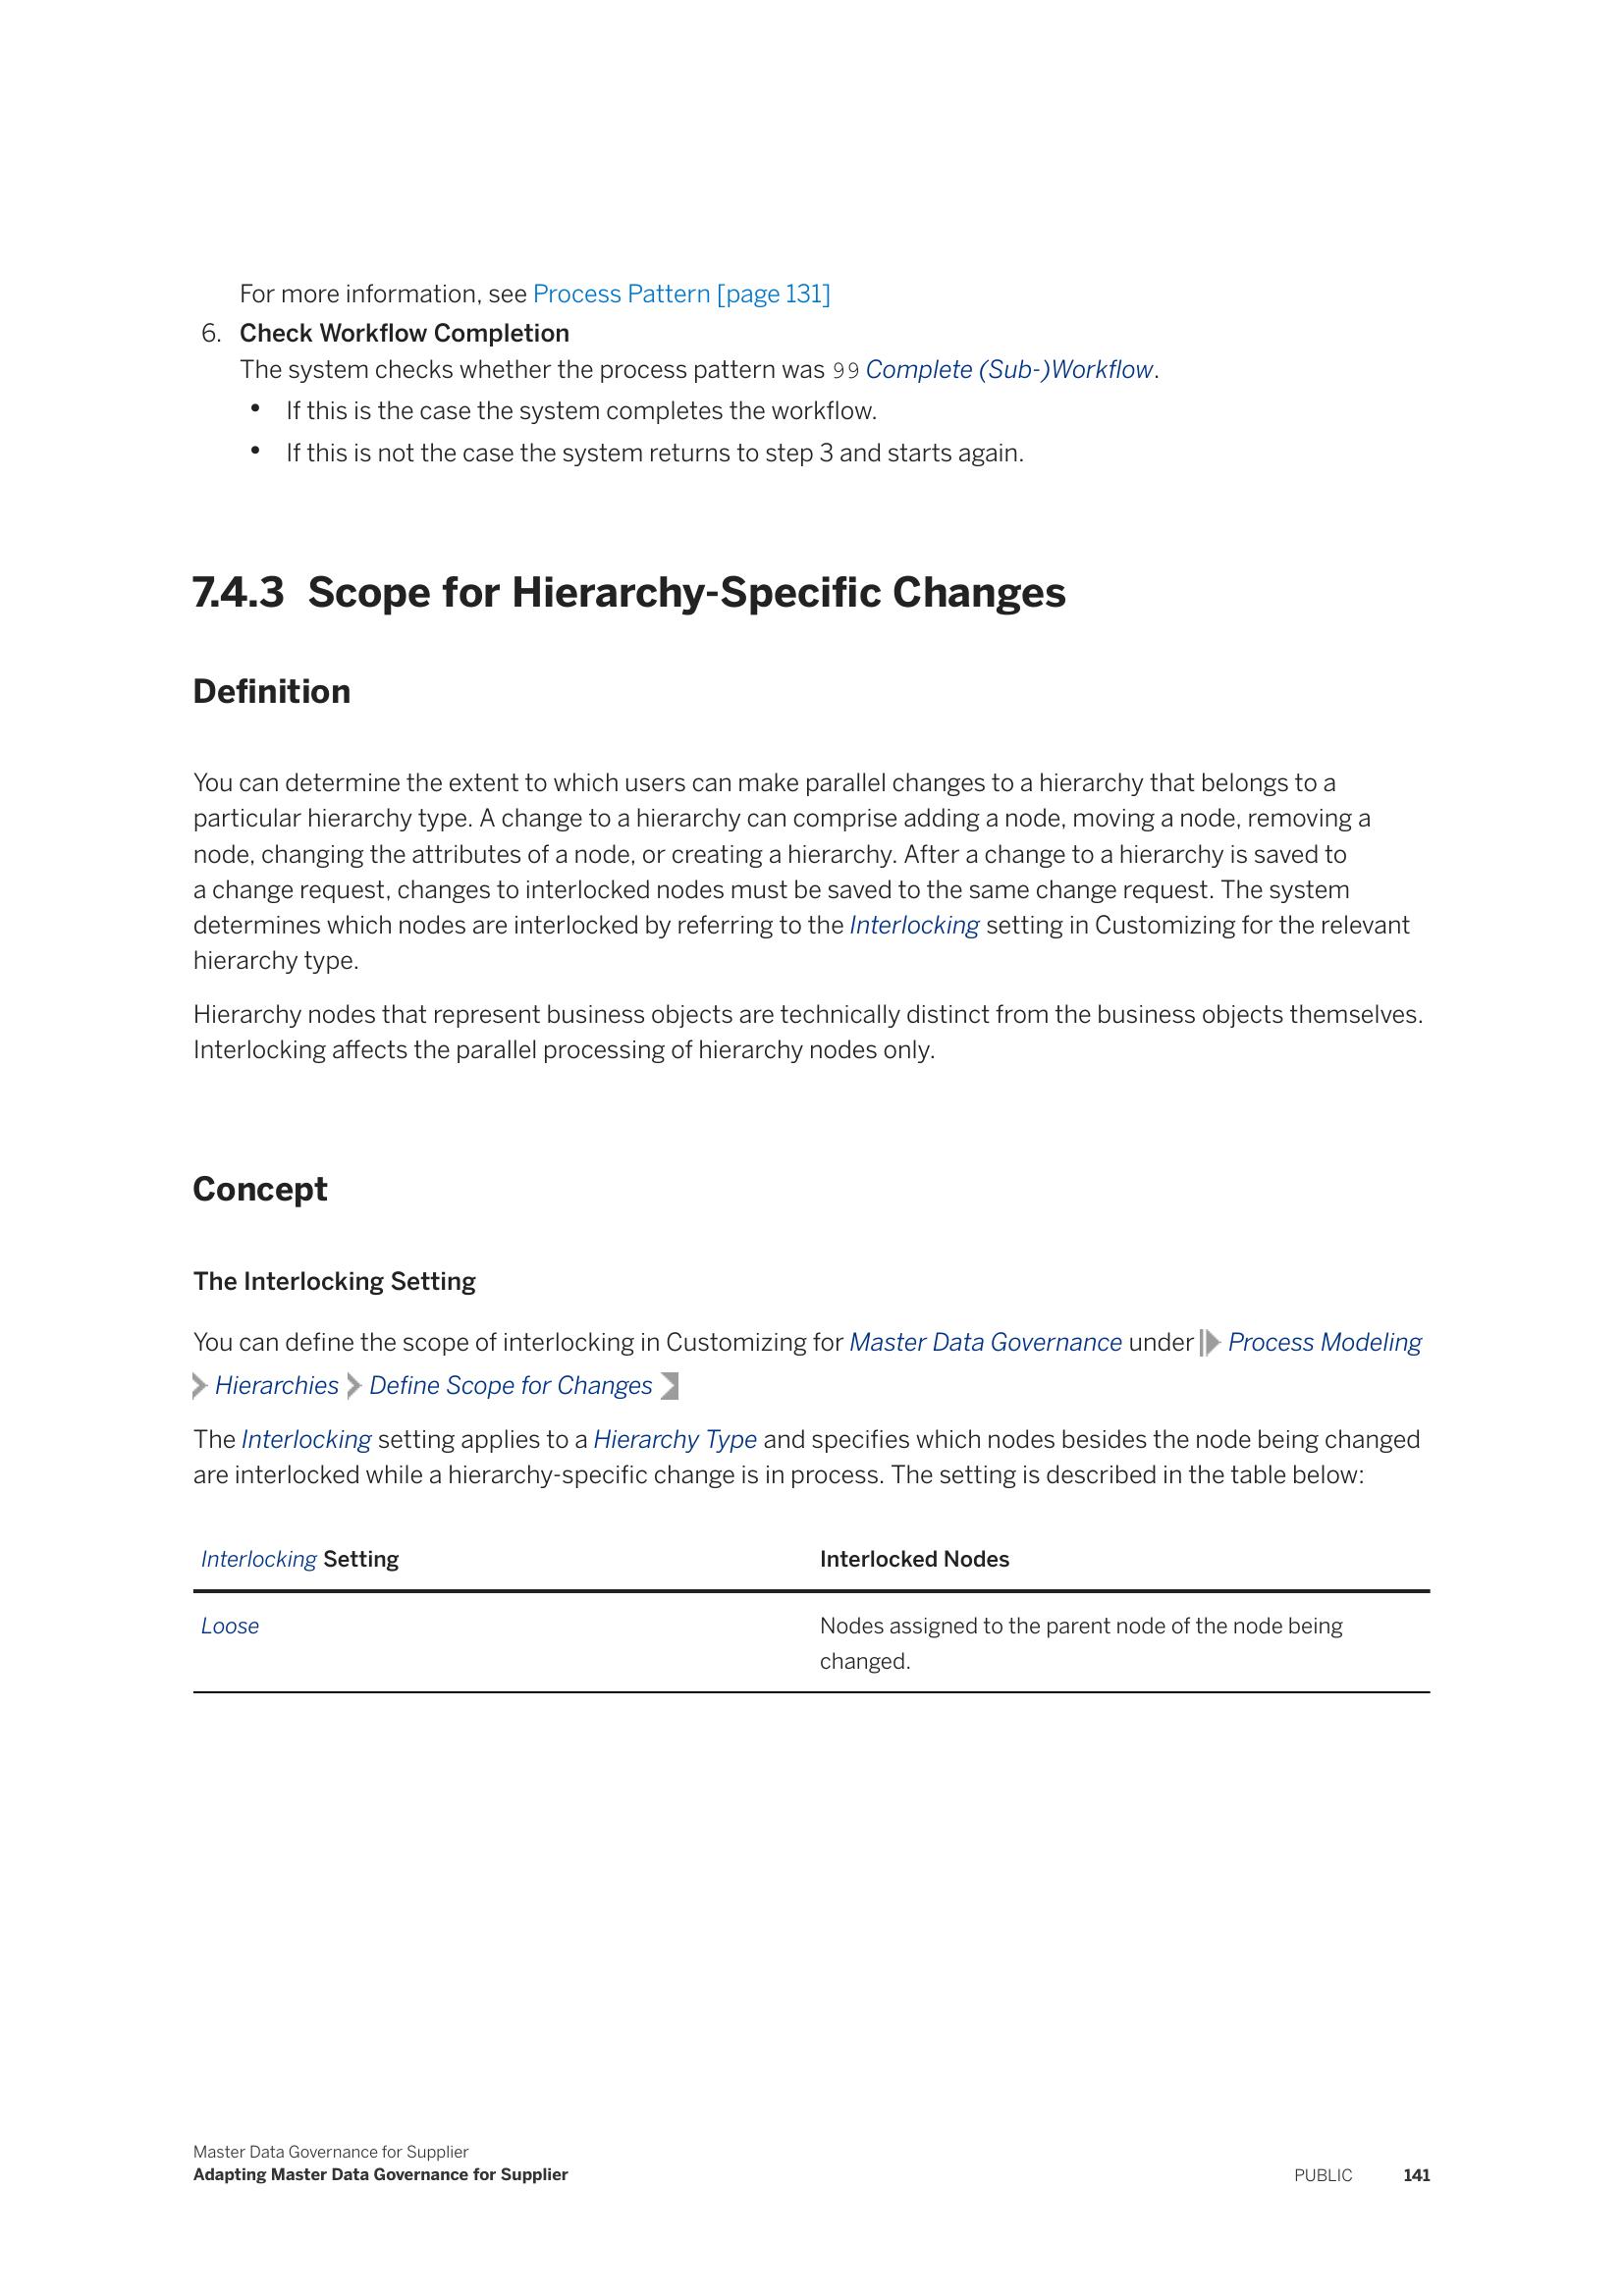 For more information, see Process Pattern [page 131]
6. Check Workflow Completion
The system checks whether the process pattern was 99 Complete (Sub-)Workflow.
• If this is the case the system completes the workflow.
• If this is not the case the system returns to step 3 and starts again.
7.4.3 Scope for Hierarchy-Specific Changes
Definition
You can determine the extent to which users can make parallel changes to a hierarchy that belongs to a
particular hierarchy type. A change to a hierarchy can comprise adding a node, moving a node, removing a
node, changing the attributes of a node, or creating a hierarchy. After a change to a hierarchy is saved to
a change request, changes to interlocked nodes must be saved to the same change request. The system
determines which nodes are interlocked by referring to the Interlocking setting in Customizing for the relevant
hierarchy type.
Hierarchy nodes that represent business objects are technically distinct from the business objects themselves.
Interlocking affects the parallel processing of hierarchy nodes only.
Concept
The Interlocking Setting
You can define the scope of interlocking in Customizing for Master Data Governance under Process Modeling
Hierarchies Define Scope for Changes
The Interlocking setting applies to a Hierarchy Type and specifies which nodes besides the node being changed
are interlocked while a hierarchy-specific change is in process. The setting is described in the table below:
Interlocking Setting Interlocked Nodes
Loose Nodes assigned to the parent node of the node being
changed.
Master Data Governance for Supplier
Adapting Master Data Governance for Supplier PUBLIC 141